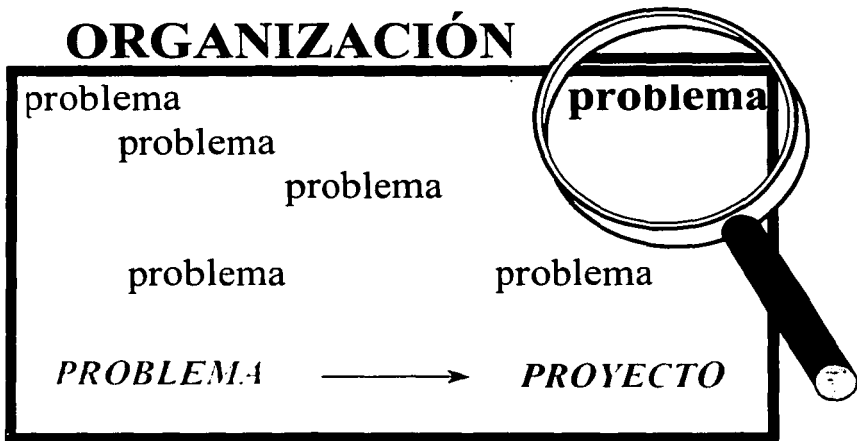 ORGANIZACIÓN
problema problema
problema
problema
problema problema
PROBLEMA PROYECTO